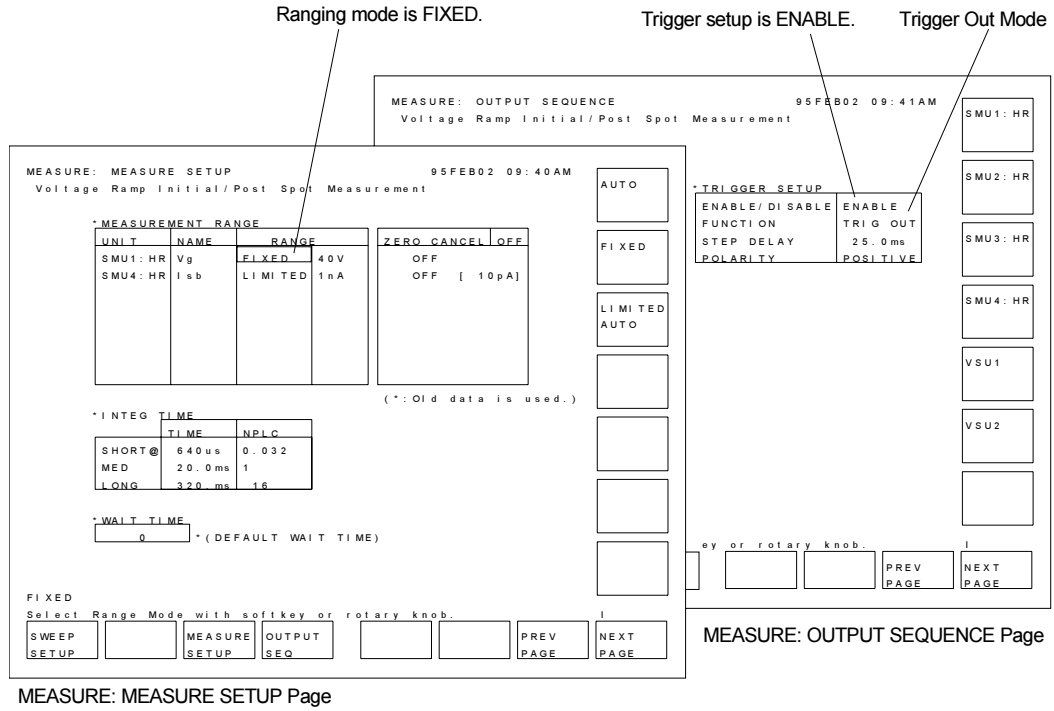 Ranging mode is FIXED.
Trigger setup is ENABLE.
Trigger Out Mode
MEASURE: OUTPUT SEQUENCE 95FEB02 09:41AM
Voltage Ramp Initial/Post Spot Measurement
*TRIGGER SETUP
ENABLE/DISABLE ENABLE
FUNCTION TRIG OUT
STEP DELAY 25.0ms
POLARITY POSITIVE
SMU1:HR
SMU2:HR
SMU3:HR
SMU4:HR
VSU1
VSU2
ey or rotary knob. I
PREV PAGE
NEXT PAGE
MEASURE: OUTPUT SEQUENCE Page
MEASURE: MEASURE SETUP 95FEB02 09:40AM
Voltage Ramp Initial/Post Spot Measurement
*MEASUREMENT RANGE
UNIT NAME RANGE ZERO CANCEL OFF
SMU1:HR Vg FIXED 40V OFF
SMU4:HR Isb LIMITED 1nA OFF [ 10pA]
(*:Old data is used.)
*INTEG TIME
TIME NPLC
SHORT@ 640us 0.032
MED 20.0ms 1
LONG 320.ms 16
*WAIT TIME
0 *(DEFAULT WAIT TIME)
AUTO
FIXED
LIMITED
AUTO
FIXED
Select Range Mode with softkey or rotary knob. I
SWEEP SETUP
MEASURE SETUP
OUTPUT SEQ
PREV PAGE
NEXT PAGE
MEASURE: MEASURE SETUP Page